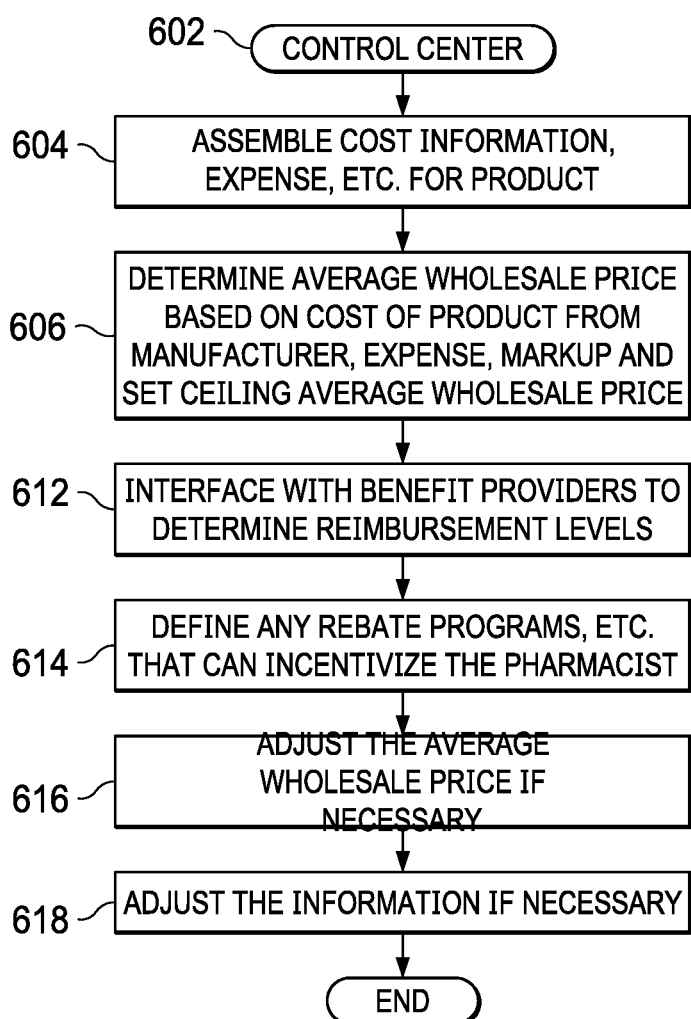 602
CONTROL CENTER
604
ASSEMBLE COST INFORMATION,
EXPENSE, ETC. FOR PRODUCT
606
DETERMINE AVERAGE WHOLESALE PRICE
BASED ON COST OF PRODUCT FROM
MANUFACTURER, EXPENSE, MARKUP AND
SET CEILING AVERAGE WHOLESALE PRICE
612
INTERFACE WITH BENEFIT PROVIDERS TO
DETERMINE REIMBURSEMENT LEVELS
614
DEFINE ANY REBATE PROGRAMS, ETC.
THAT CAN INCENTIVIZE THE PHARMACIST
616
ADJUST THE AVERAGE
WHOLESALE PRICE IF
NECESSARY
618
ADJUST THE INFORMATION IF NECESSARY
END